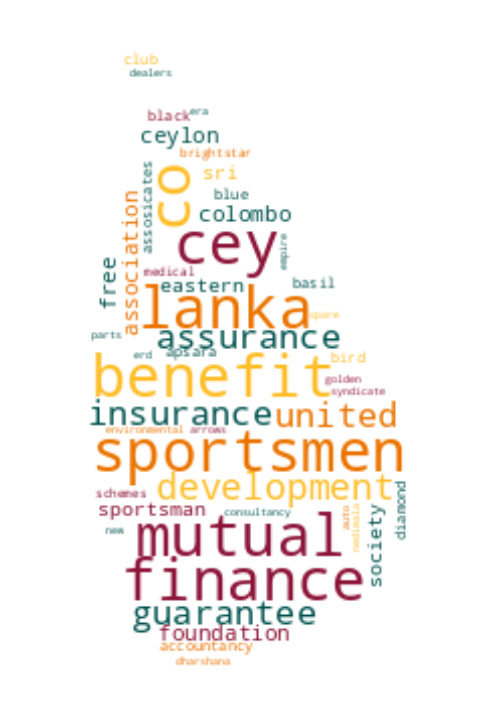 club
dealers
black era
ceylon
brightstar
assosicates
co
sri
blue
association
colombo
cey
empire
free
medical
eastern
basil
lanka
spare
parts
assurance
erd apsara
bird
benefit
golden
syndicate
insurance united
environmental arrows
sportsmen
development
diamond
schemes
sportsman
consultancy
auto
nedisula
society
new
mutual
finance
guarantee
foundation
accountancy
dharshana